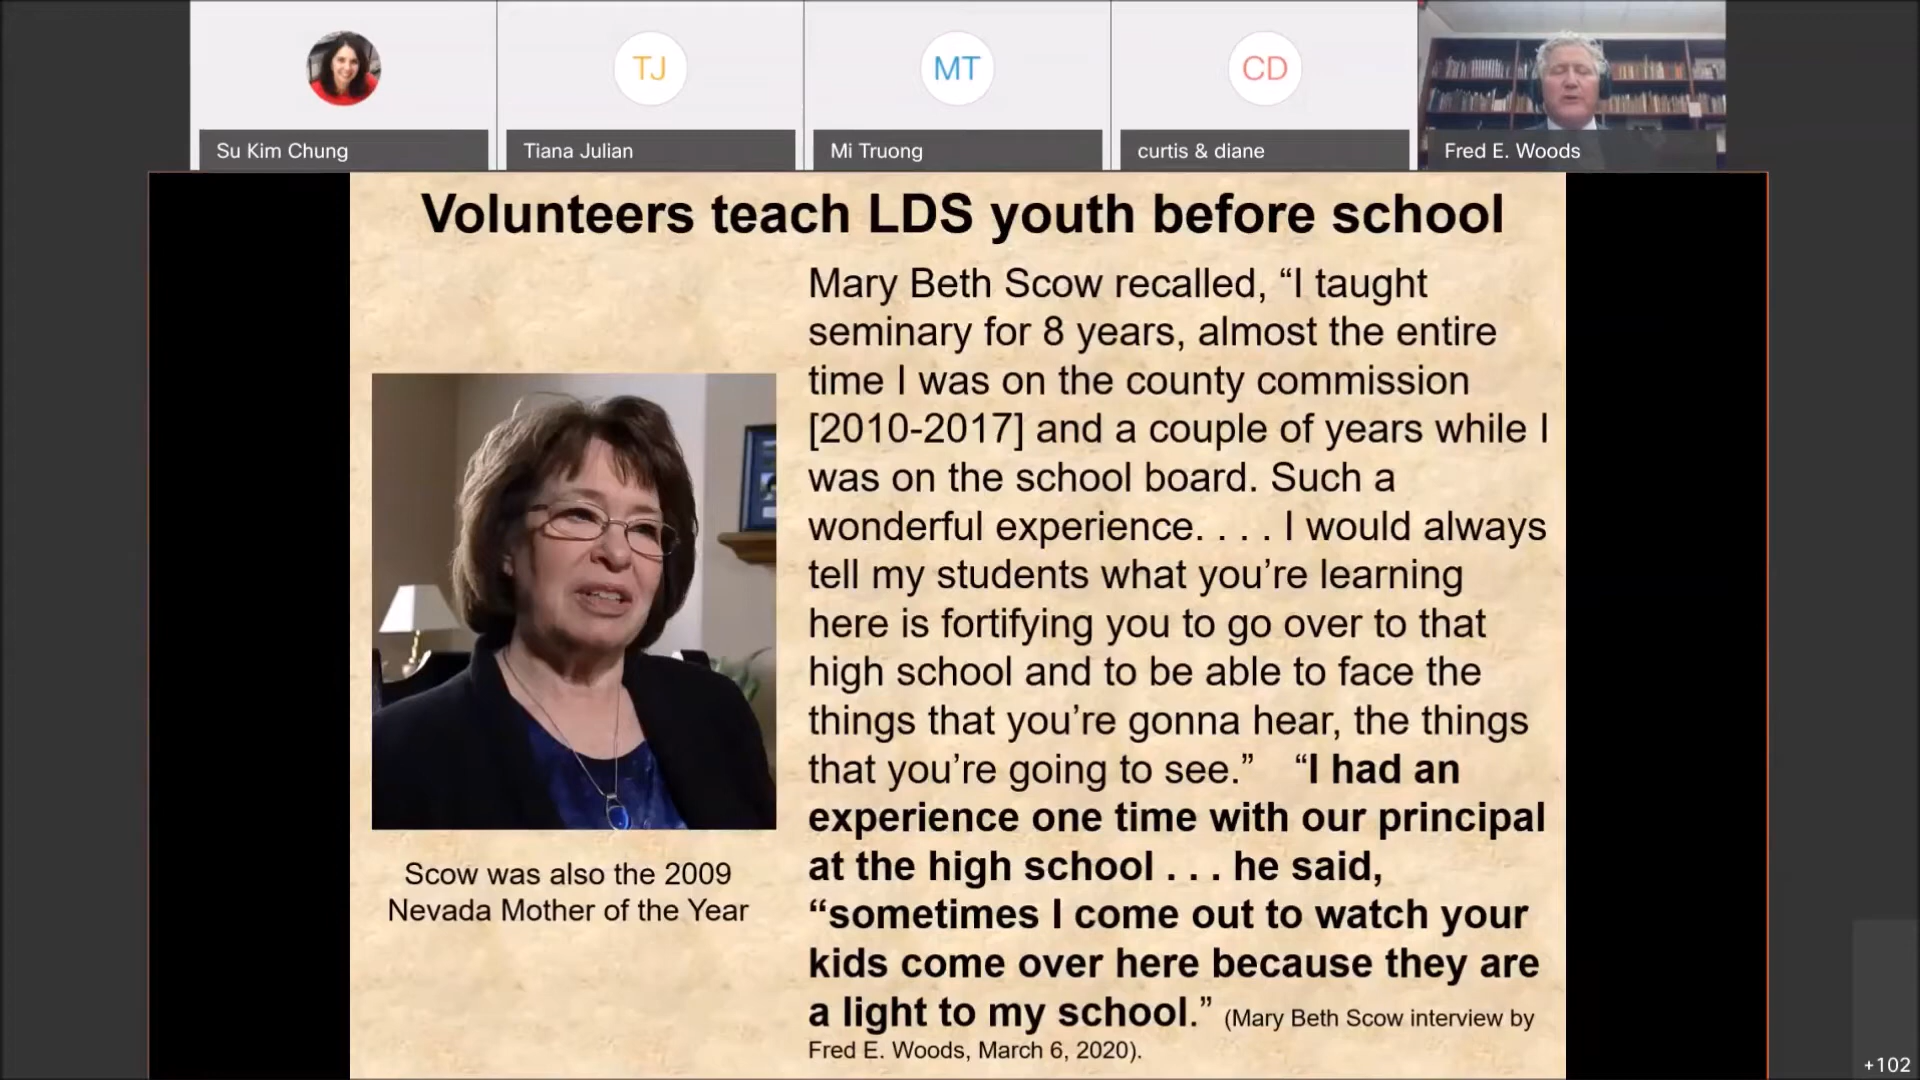 TJ
MT
CD
Su Kim Chung
Tiana Julian
Mi Truong
curtis & diane
Fred E. Woods
Volunteers teach LDS youth before school
Mary Beth Scow recalled, “I taught
seminary for 8 years, almost the entire
time I was on the county commission
[2010-2017] and a couple of years while I
was on the school board. Such a
wonderful experience. . . . I would always
tell my students what you’re learning
here is fortifying you to go over to that
high school and to be able to face the
things that you’re gonna hear, the things
that you’re going to see.” “I had an
experience one time with our principal
at the high school . . . he said,
“sometimes I come out to watch your
kids come over here because they are
a light to my school.” (Mary Beth Scow interview by
Fred E. Woods, March 6, 2020).
Scow was also the 2009
Nevada Mother of the Year
+102